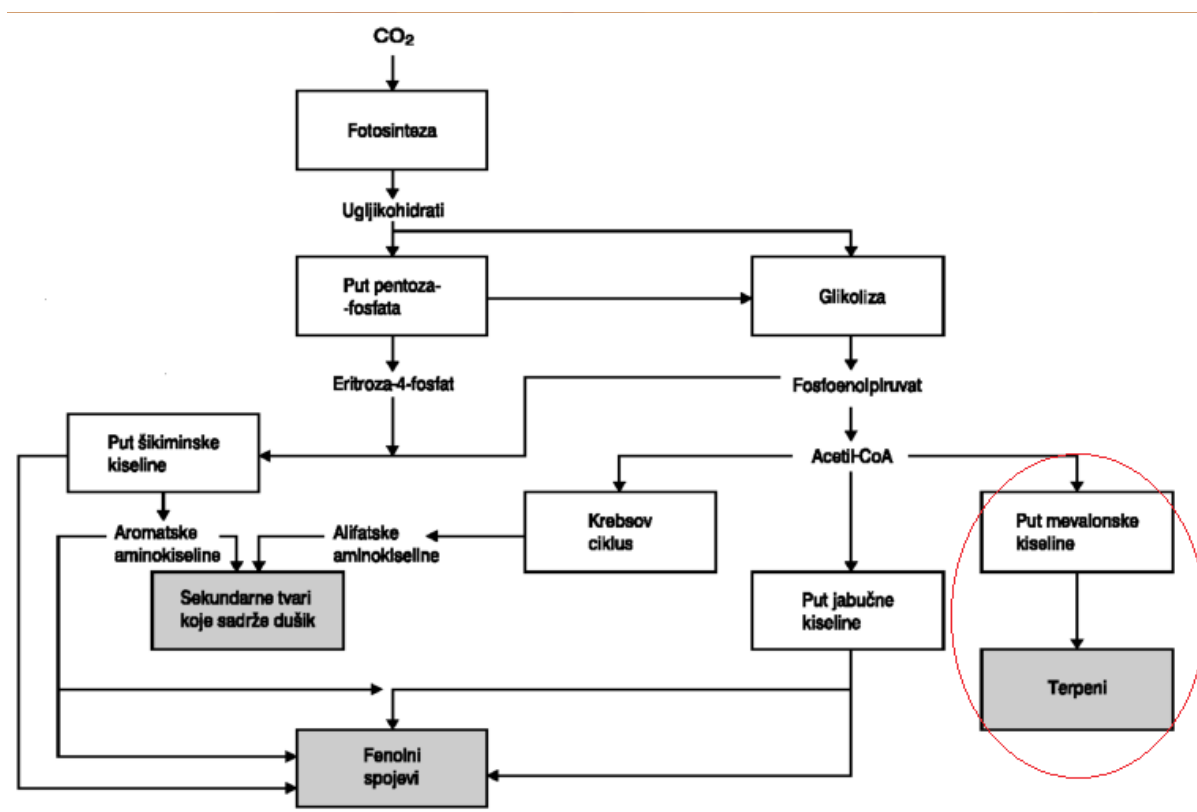 CO₂
Fotosinteza
Ugljikohidrati
Put pentoza-
-fosfata
Glikoliza
Eritroza-4-fosfat
Fosfoenolpiruvat
Put šikiminske
kiseline
Acetil-CoA
Aromatske
aminokiseline
Alifatske
aminokiseline
Krebsov
ciklus
Put mevalonske
kiseline
Sekundarne tvari
koje sadrže dušik
Put jabučne
kiseline
Terpeni
Fenolni
spojevi